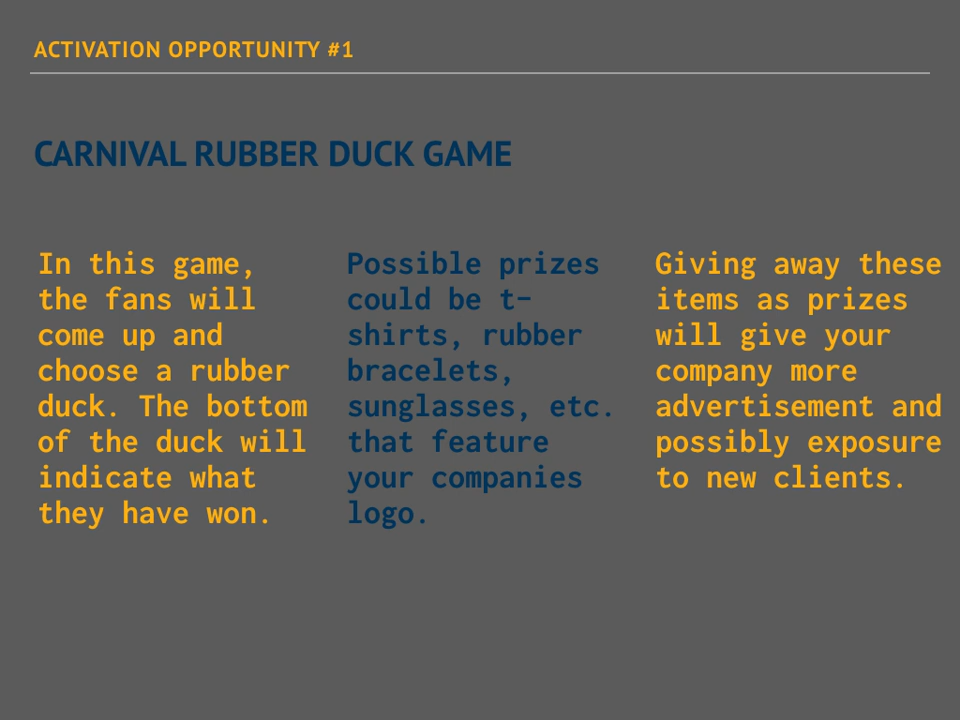 ACTIVATION OPPORTUNITY #1
CARNIVAL RUBBER DUCK GAME
In this game,
the fans will
come up and
choose a rubber
duck. The bottom
of the duck will
indicate what
they have won.
Possible prizes
could be t-
shirts, rubber
bracelets,
sunglasses, etc.
that feature
your companies
logo.
Giving away these
items as prizes
will give your
company more
advertisement and
possibly exposure
to new clients.